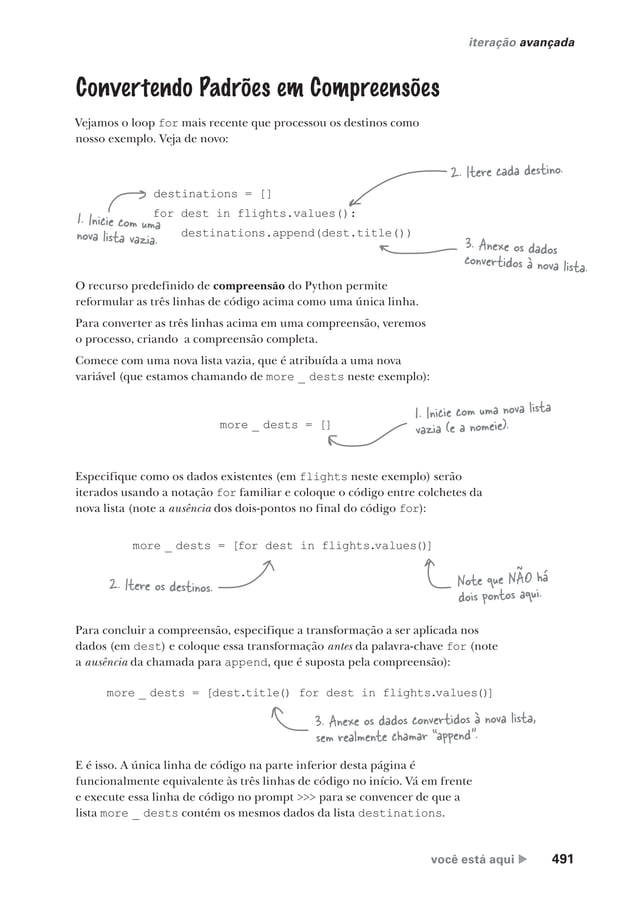 iteração avançada
Convertendo Padrões em Compreensões
Vejamos o loop for mais recente que processou os destinos como
nosso exemplo. Veja de novo:
2. Itere cada destino.
destinations = []
for dest in flights.values():
destinations.append(dest.title())
1. Inicie com uma
nova lista vazia.
3. Anexe os dados
convertidos à nova lista.
O recurso predefinido de compreensão do Python permite
reformular as três linhas de código acima como uma única linha.
Para converter as três linhas acima em uma compreensão, veremos
o processo, criando a compreensão completa.
Comece com uma nova lista vazia, que é atribuída a uma nova
variável (que estamos chamando de more _ dests neste exemplo):
1. Inicie com uma nova lista
vazia (e a nomeie).
more _ dests = []
Especifique como os dados existentes (em flights neste exemplo) serão
iterados usando a notação for familiar e coloque o código entre colchetes da
nova lista (note a ausência dos dois-pontos no final do código for):
more _ dests = [for dest in flights.values()]
2. Itere os destinos.
Note que NÃO há
dois pontos aqui.
Para concluir a compreensão, especifique a transformação a ser aplicada nos
dados (em dest) e coloque essa transformação antes da palavra-chave for (note
a ausência da chamada para append, que é suposta pela compreensão):
more _ dests = [dest.title() for dest in flights.values()]
3. Anexe os dados convertidos à nova lista,
sem realmente chamar "append".
E é isso. A única linha de código na parte inferior desta página é
funcionalmente equivalente às três linhas de código no início. Vá em frente
e execute essa linha de código no prompt >>> para se convencer de que a
lista more _ dests contém os mesmos dados da lista destinations.
você está aqui ▶ 491